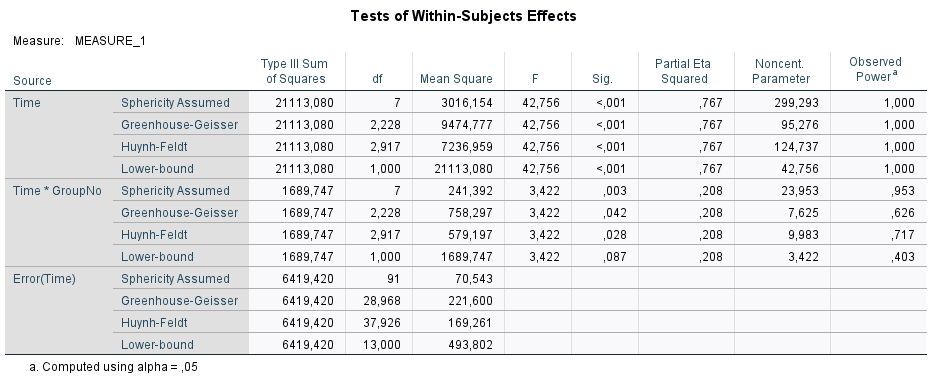 Tests of Within-Subjects Effects
Measure: MEASURE_1
Source Type III Sum of Squares df Mean Square F Sig. Partial Eta Squared Noncent. Parameter Observed Power a
Time Sphericity Assumed 21113,080 7 3016,154 42,756 <,001 ,767 299,293 1,000
Greenhouse-Geisser 21113,080 2,228 9474,777 42,756 <,001 ,767 95,276 1,000
Huynh-Feldt 21113,080 2,917 7236,959 42,756 <,001 ,767 124,737 1,000
Lower-bound 21113,080 1,000 21113,080 42,756 <,001 ,767 42,756 1,000
Time * GroupNo Sphericity Assumed 1689,747 7 241,392 3,422 ,003 ,208 23,953 ,953
Greenhouse-Geisser 1689,747 2,228 758,297 3,422 ,042 ,208 7,625 ,626
Huynh-Feldt 1689,747 2,917 579,197 3,422 ,028 ,208 9,983 ,717
Lower-bound 1689,747 1,000 1689,747 3,422 ,087 ,208 3,422 ,403
Error(Time) Sphericity Assumed 6419,420 91 70,543
Greenhouse-Geisser 6419,420 28,968 221,600
Huynh-Feldt 6419,420 37,926 169,261
Lower-bound 6419,420 13,000 493,802
a. Computed using alpha = ,05